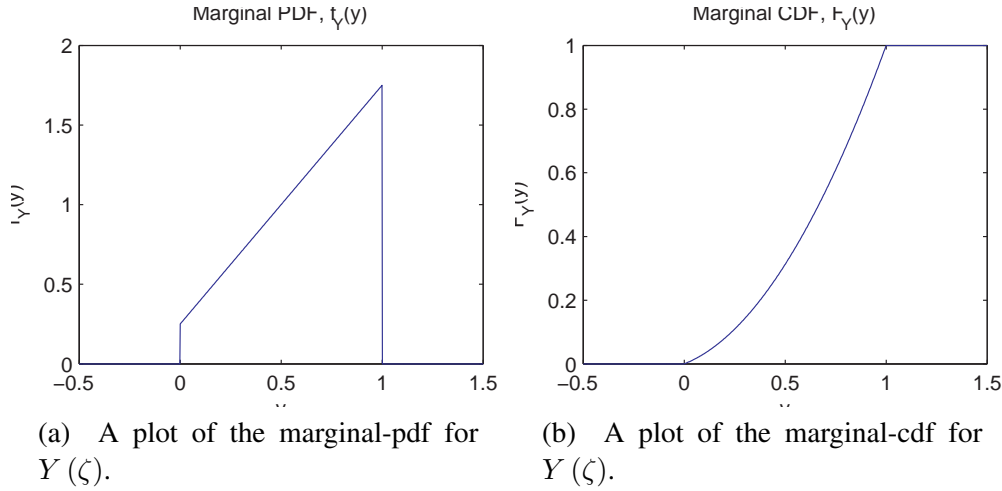 Marginal PDF, f_Y(y)
2
1.5
1
0.5
0
−0.5 0 0.5 1 1.5
f_Y(y)
Marginal CDF, F_Y(y)
1
0.8
0.6
0.4
0.2
0
−0.5 0 0.5 1 1.5
F_Y(y)
(a) A plot of the marginal-pdf for
Y (ζ).
(b) A plot of the marginal-cdf for
Y (ζ).